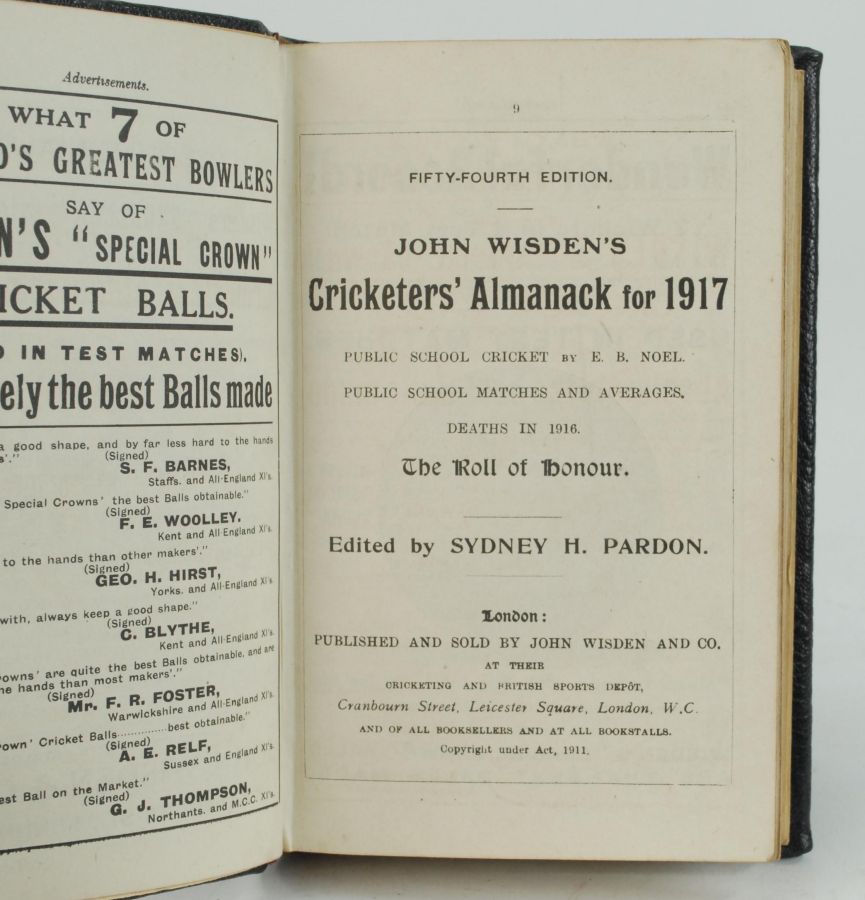 Advertisements.
WHAT 7 OF
D'S GREATEST BOWLERS
SAY OF
N'S "SPECIAL CROWN"
ICKET BALLS.
D IN TEST MATCHES),
ely the best Balls made
a good shape, and by far less hard to the hands
s'."
(Signed)
S. F. BARNES,
Staffs. and All-England XI's.
Special Crowns' the best Balls obtainable."
(Signed)
F. E. WOOLLEY.
Kent and All England XI's.
to the hands than other makers'."
(Signed)
GEO. H. HIRST,
Yorks. and All-England XI's.
with, always keep a good shape."
(Signed)
C. BLYTHE,
Kent and All-England XI's.
owns' are quite the best Balls obtainable, and are
he hands than most makers'."
(Signed)
Mr. F. R. FOSTER,
Warwickshire and All-England XI's.
own' Cricket Balls..............best obtainable."
(Signed)
A. E. RELF,
Sussex and England XI's.
est Ball on the Market."
(Signed)
G. J. THOMPSON,
Northants. and M.C.C. XI's.
9
FIFTY-FOURTH EDITION.
JOHN WISDEN'S
Cricketers' Almanack for 1917
PUBLIC SCHOOL CRICKET BY E. B. NOEL.
PUBLIC SCHOOL MATCHES AND AVERAGES.
DEATHS IN 1916.
The Roll of Honour.
Edited by SYDNEY H. PARDON.
London:
PUBLISHED AND SOLD BY JOHN WISDEN AND CO.
AT THEIR
CRICKETING AND BRITISH SPORTS DEPÔT,
Cranbourn Street, Leicester Square, London, W.C.
AND OF ALL BOOKSELLERS AND AT ALL BOOKSTALLS.
Copyright under Act, 1911.